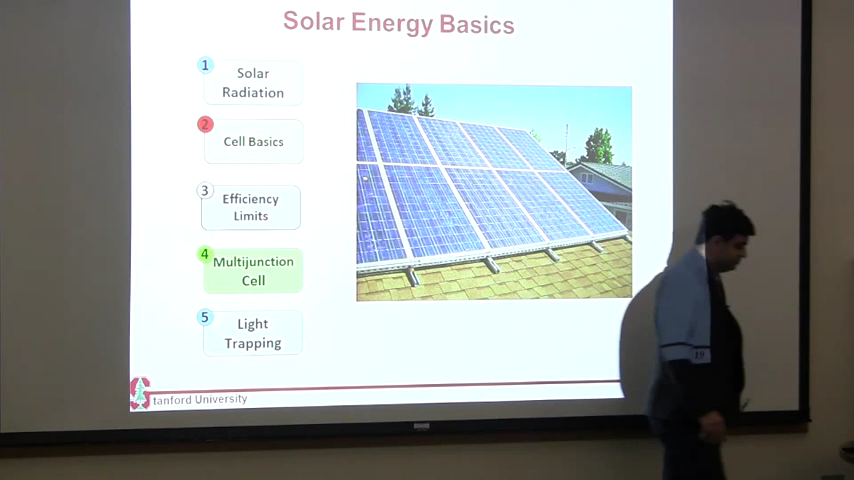 Solar Energy Basics
1
Solar
Radiation
2
Cell Basics
3
Efficiency
Limits
4
Multijunction
Cell
5
Light
Trapping
tanford University
19